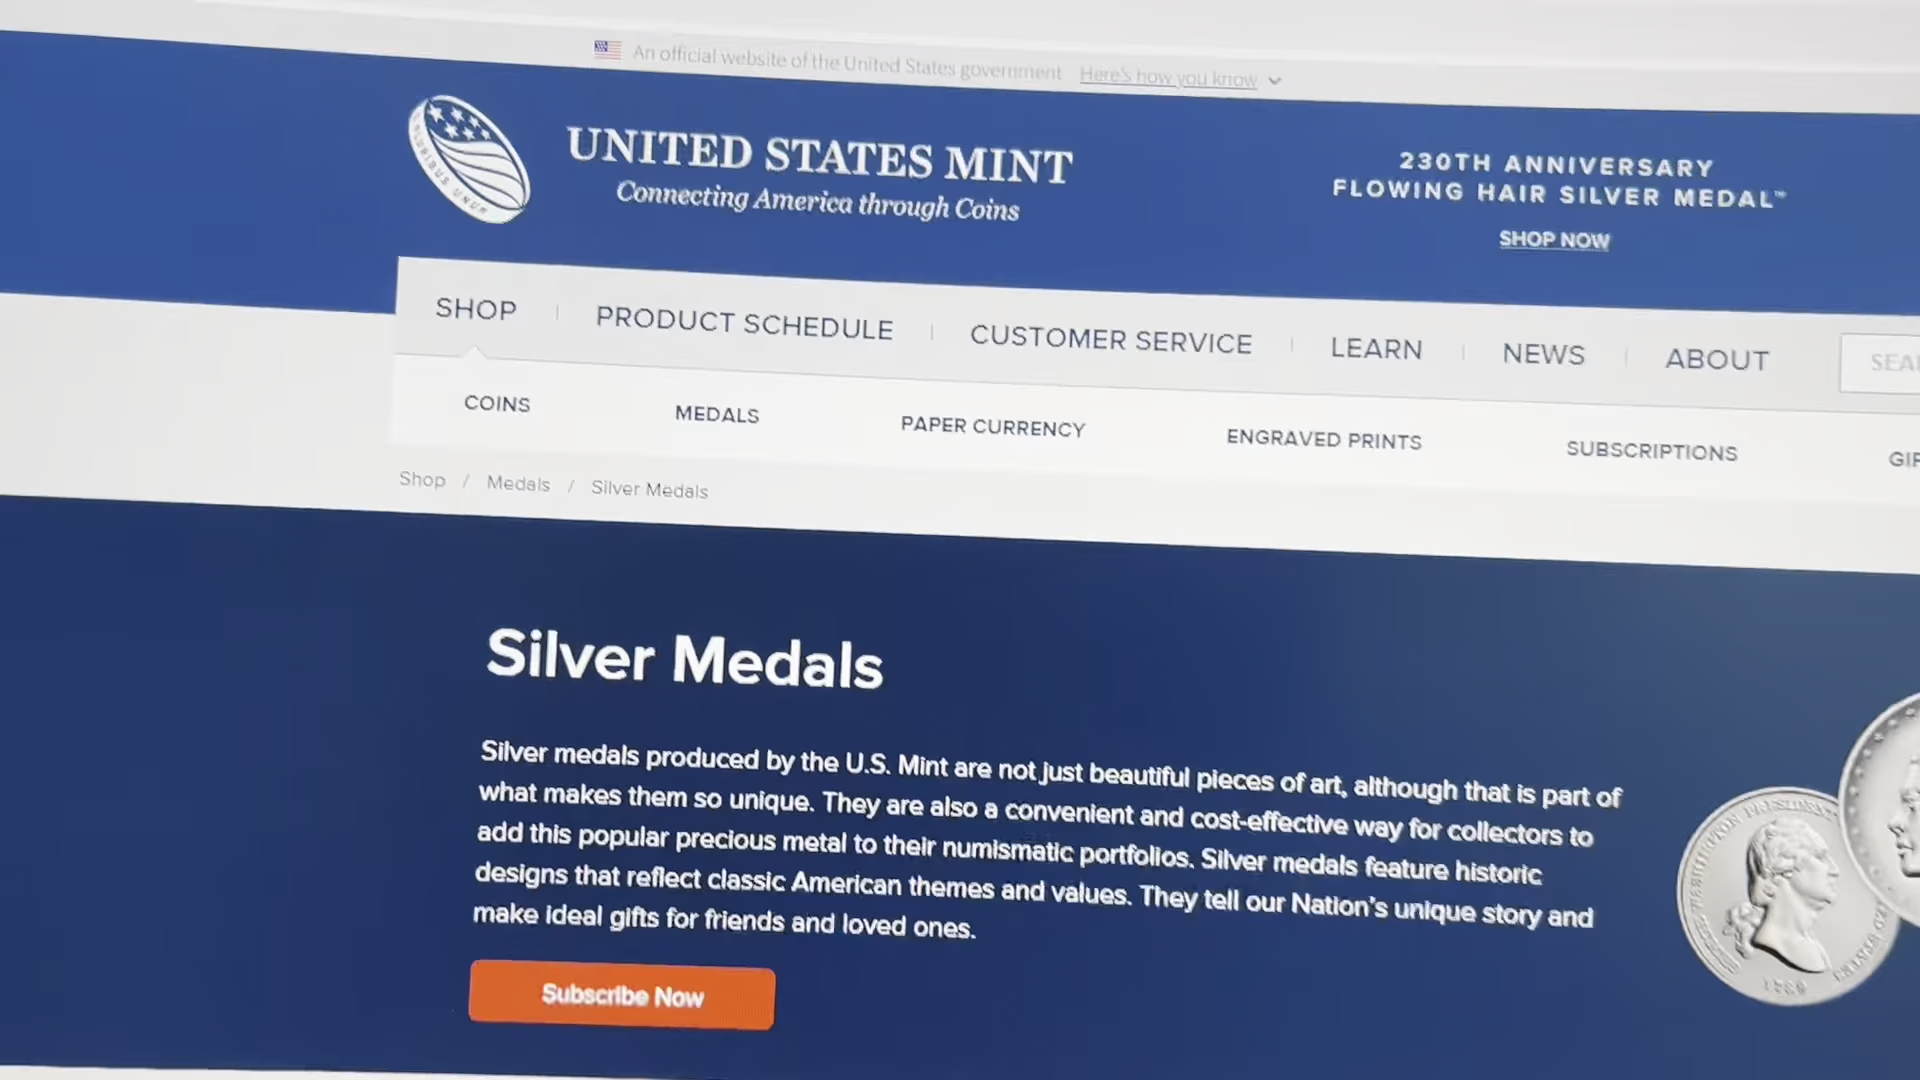 An official website of the United States government Here's how you know
UNITED STATES MINT
Connecting America through Coins
230TH ANNIVERSARY
FLOWING HAIR SILVER MEDAL™
SHOP NOW
SHOP PRODUCT SCHEDULE CUSTOMER SERVICE LEARN NEWS ABOUT
COINS MEDALS PAPER CURRENCY ENGRAVED PRINTS SUBSCRIPTIONS
Shop / Medals / Silver Medals
Silver Medals
Silver medals produced by the U.S. Mint are not just beautiful pieces of art, although that is part of
what makes them so unique. They are also a convenient and cost-effective way for collectors to
add this popular precious metal to their numismatic portfolios. Silver medals feature historic
designs that reflect classic American themes and values. They tell our Nation's unique story and
make ideal gifts for friends and loved ones.
Subscribe Now
1789